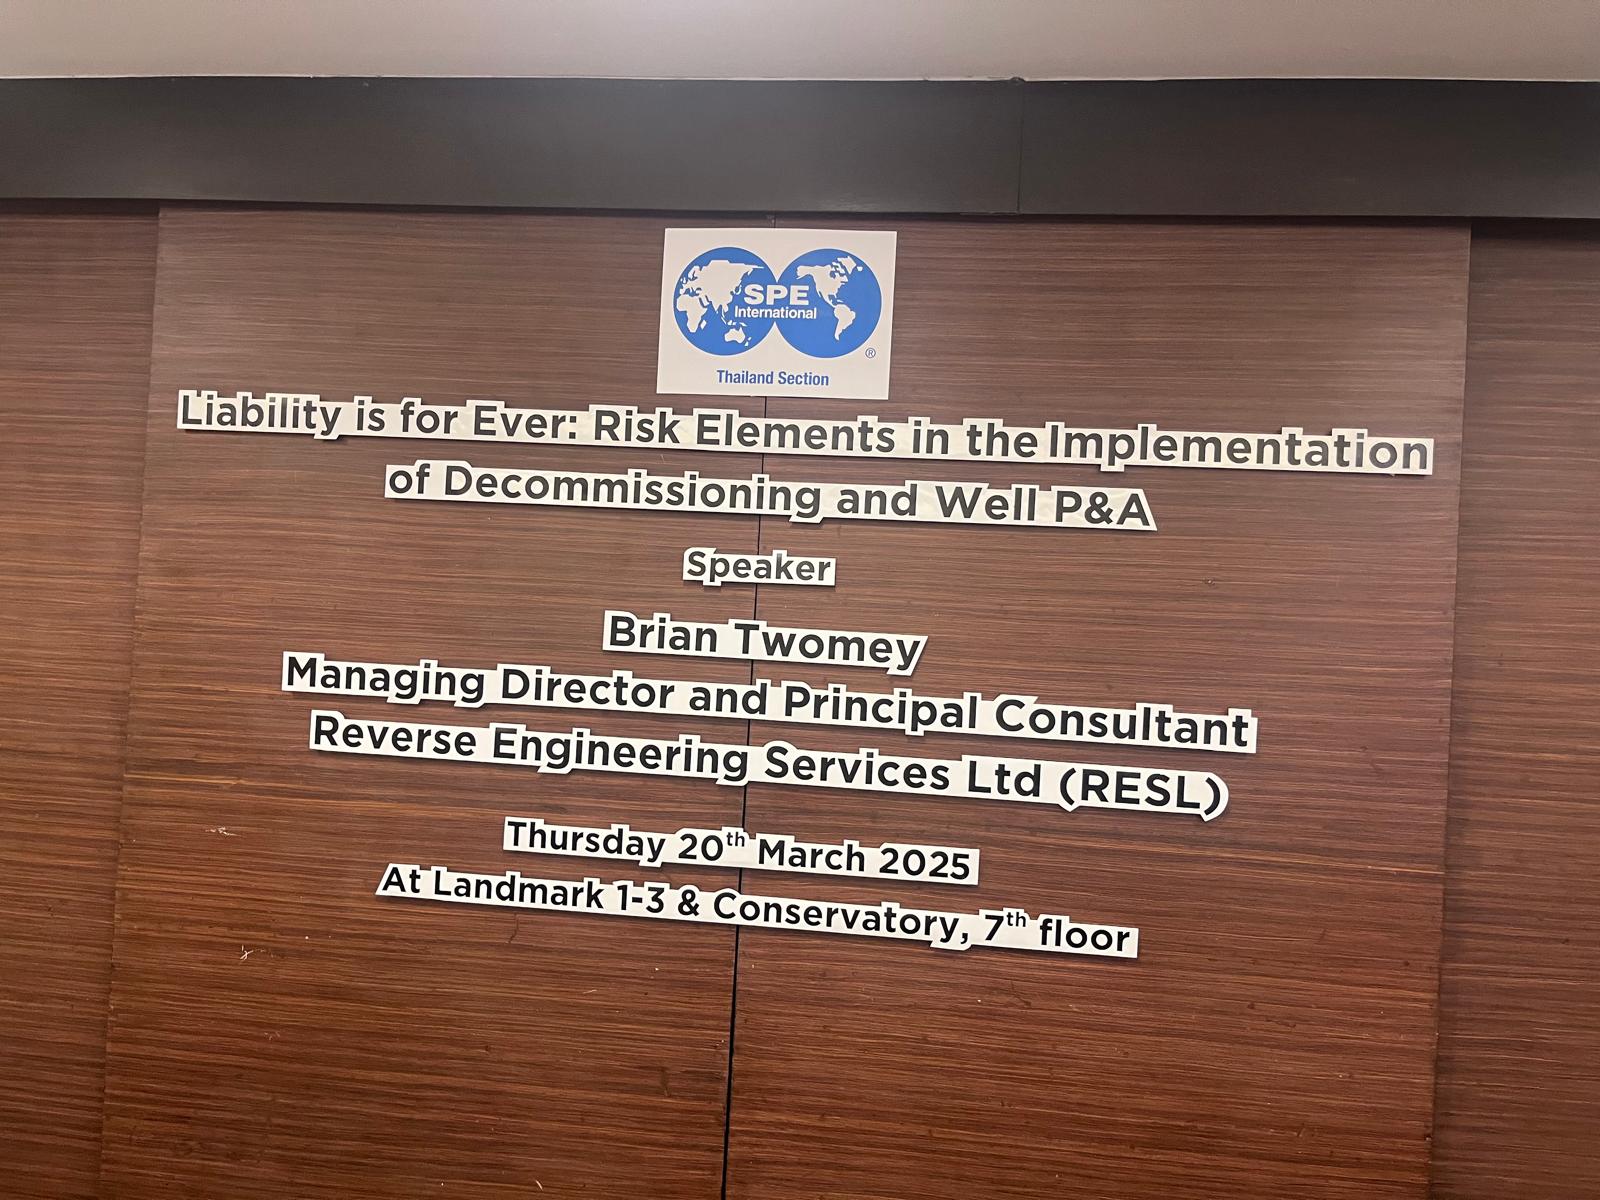 SPE
International
®
Thailand Section
Liability is for Ever: Risk Elements in the Implementation
of Decommissioning and Well P&A
Speaker
Brian Twomey
Managing Director and Principal Consultant
Reverse Engineering Services Ltd (RESL)
Thursday 20th March 2025
At Landmark 1-3 & Conservatory, 7th floor